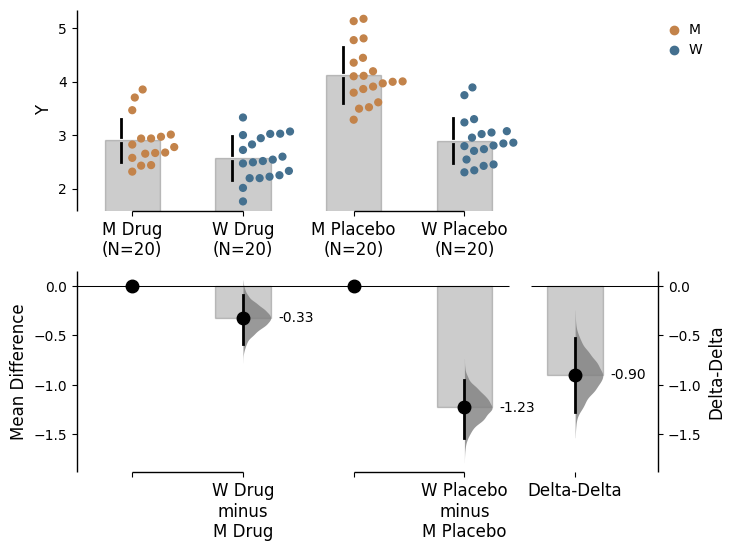 5
4
3
2
Y
M
W
M Drug
(N=20)
W Drug
(N=20)
M Placebo
(N=20)
W Placebo
(N=20)
0.0
−0.5
−1.0
−1.5
Mean Difference
-0.33
-1.23
-0.90
0.0
−0.5
−1.0
−1.5
Delta-Delta
W Drug
minus
M Drug
W Placebo
minus
M Placebo
Delta-Delta